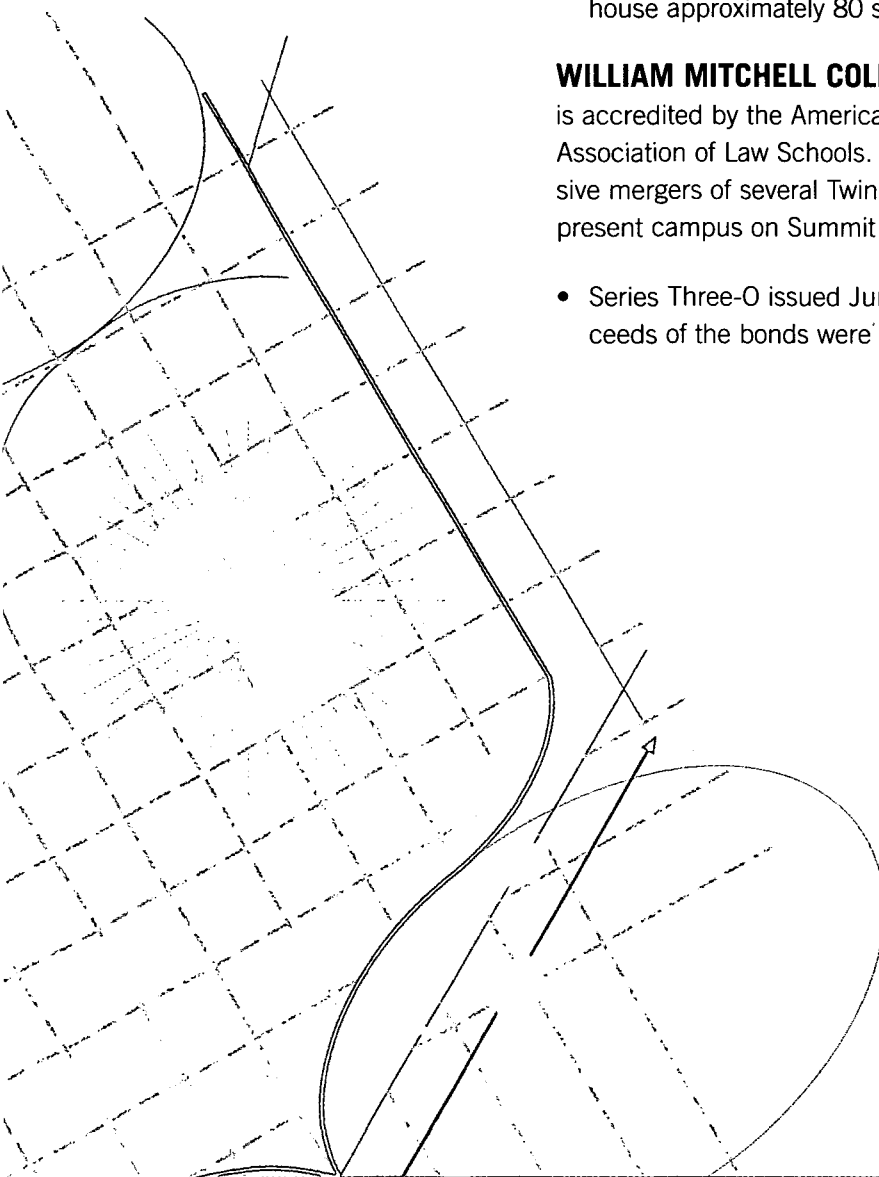 house approximately 80 s
WILLIAM MITCHELL COL
is accredited by the America
Association of Law Schools.
sive mergers of several Twin
present campus on Summit
• Series Three-O issued Ju
ceeds of the bonds were